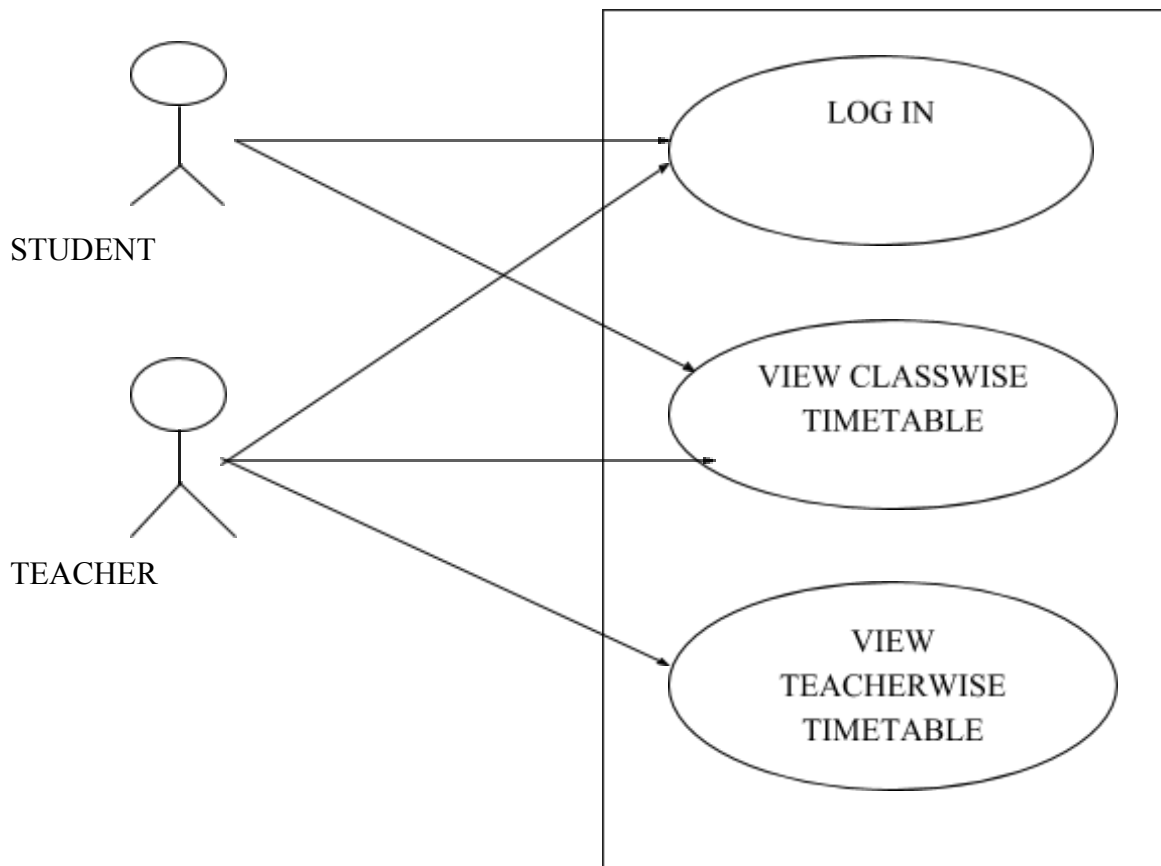 LOG IN
STUDENT
VIEW CLASSWISE
TIMETABLE
TEACHER
VIEW
TEACHERWISE
TIMETABLE